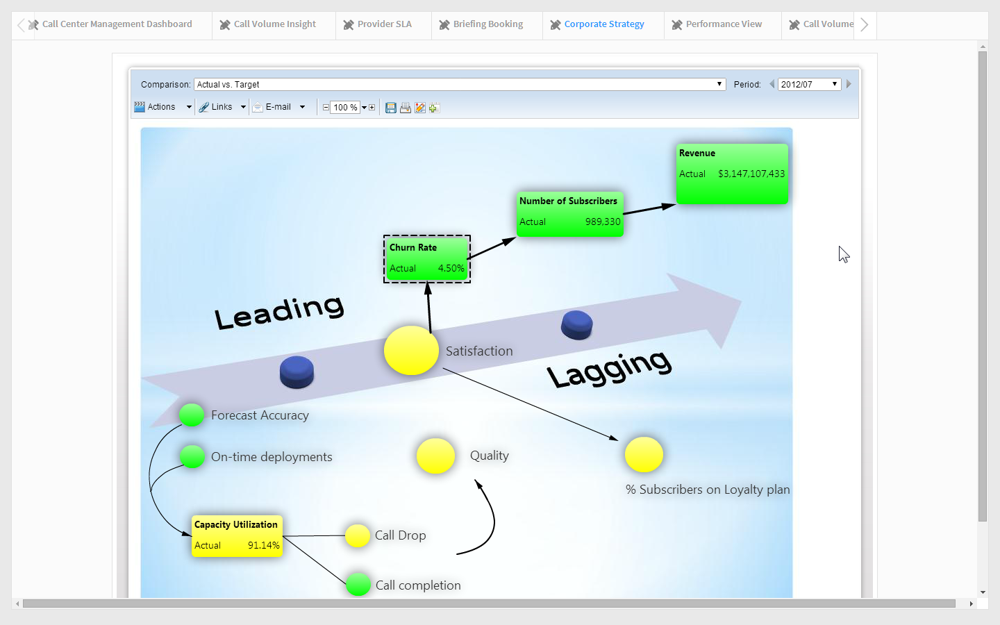 Call Center Management Dashboard
Call Volume Insight
Provider SLA
Briefing Booking
Corporate Strategy
Performance View
Call Volume
Comparison: Actual vs. Target
Period: 2012/07
Actions
Links
E-mail
100 %
Revenue
Actual $3,147,107,433
Number of Subscribers
Actual 989,330
Churn Rate
Actual 4.50%
Leading
Satisfaction
Lagging
Forecast Accuracy
On-time deployments
Quality
% Subscribers on Loyalty plan
Capacity Utilization
Actual 91.14%
Call Drop
Call completion